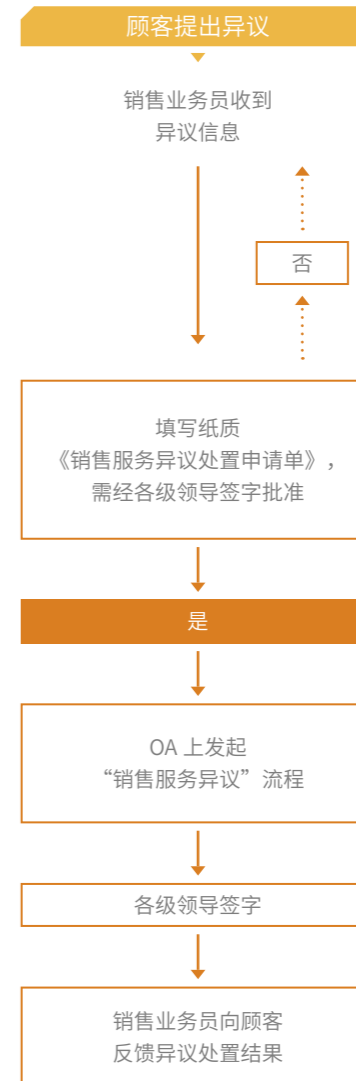 顾客提出异议
销售业务员收到
异议信息
否
填写纸质
《销售服务异议处置申请单》，
需经各级领导签字批准
是
OA 上发起
“销售服务异议”流程
各级领导签字
销售业务员向顾客
反馈异议处置结果